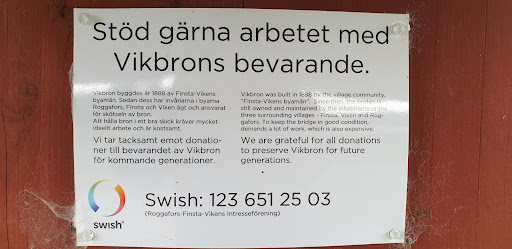 Stöd gärna arbetet med
Vikbrons bevarande.
Vikbron byggdes år 1888 av Finsta-Vikens
byamän. Sedan dess har invånarna i byarna
Roggafors, Finsta och Viken ägt och ansvarat
för skötseln av bron.
Att hålla bron i ett bra skick kräver mycket
ideellt arbete och är kostsamt.
Vi tar tacksamt emot donatio-
ner till bevarandet av Vikbron
för kommande generationer.
Vikbron was built in 1888 by the village community,
"Finsta-Vikens byamän". Since then, the bridge is
still owned and maintained by the inhabitants of the
three surrounding villages - Finsta, Viken and Rog-
gafors. To keep the bridge in good condition,
demands a lot of work, which is also expensive.
We are grateful for all donations
to preserve Vikbron for future
generations.
swish®
Swish: 123 651 25 03
(Roggafors-Finsta-Vikens Intresseförening)